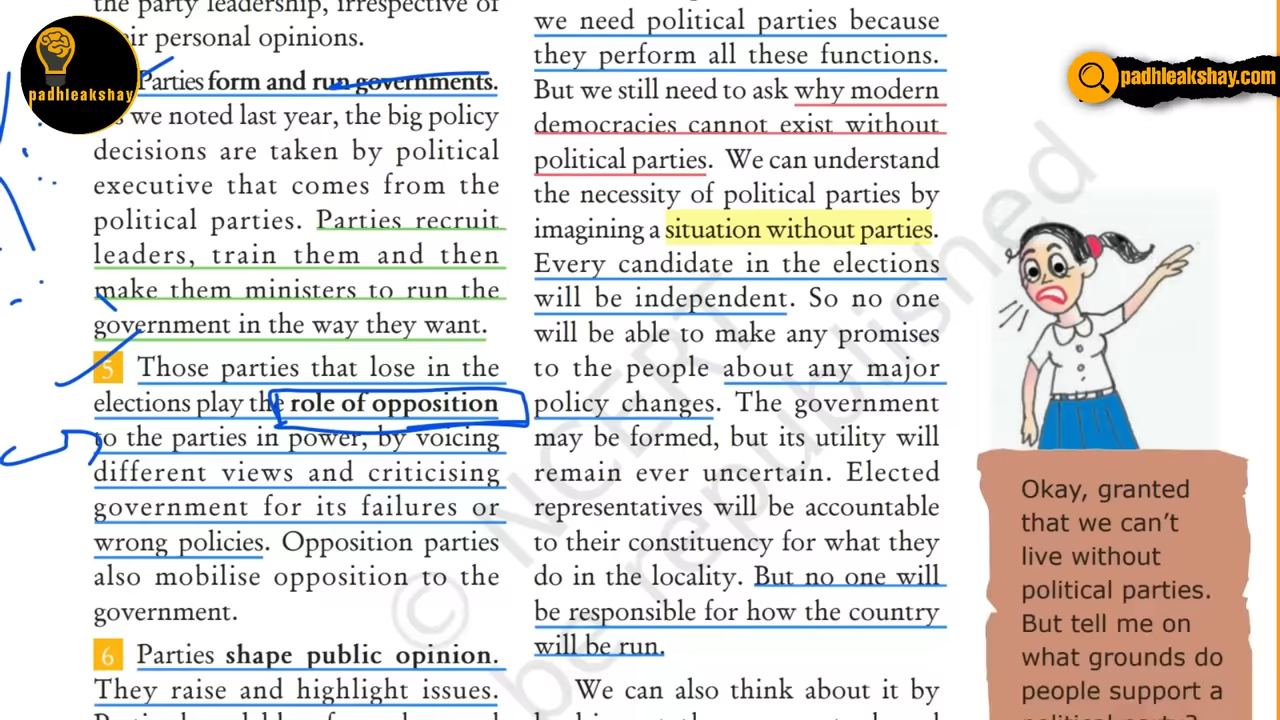 the party leadership, irrespective of
their personal opinions.
Parties form and run governments.
we noted last year, the big policy
decisions are taken by political
executive that comes from the
political parties. Parties recruit
leaders, train them and then
make them ministers to run the
government in the way they want.
5 Those parties that lose in the
elections play the role of opposition
to the parties in power, by voicing
different views and criticising
government for its failures or
wrong policies. Opposition parties
also mobilise opposition to the
government.
6 Parties shape public opinion.
They raise and highlight issues.
we need political parties because
they perform all these functions.
But we still need to ask why modern
democracies cannot exist without
political parties. We can understand
the necessity of political parties by
imagining a situation without parties.
Every candidate in the elections
will be independent. So no one
will be able to make any promises
to the people about any major
policy changes. The government
may be formed, but its utility will
remain ever uncertain. Elected
representatives will be accountable
to their constituency for what they
do in the locality. But no one will
be responsible for how the country
will be run.
We can also think about it by
Okay, granted
that we can't
live without
political parties.
But tell me on
what grounds do
people support a
political party?
padhleakshay
padhleakshay.com
© NCERT
be republished